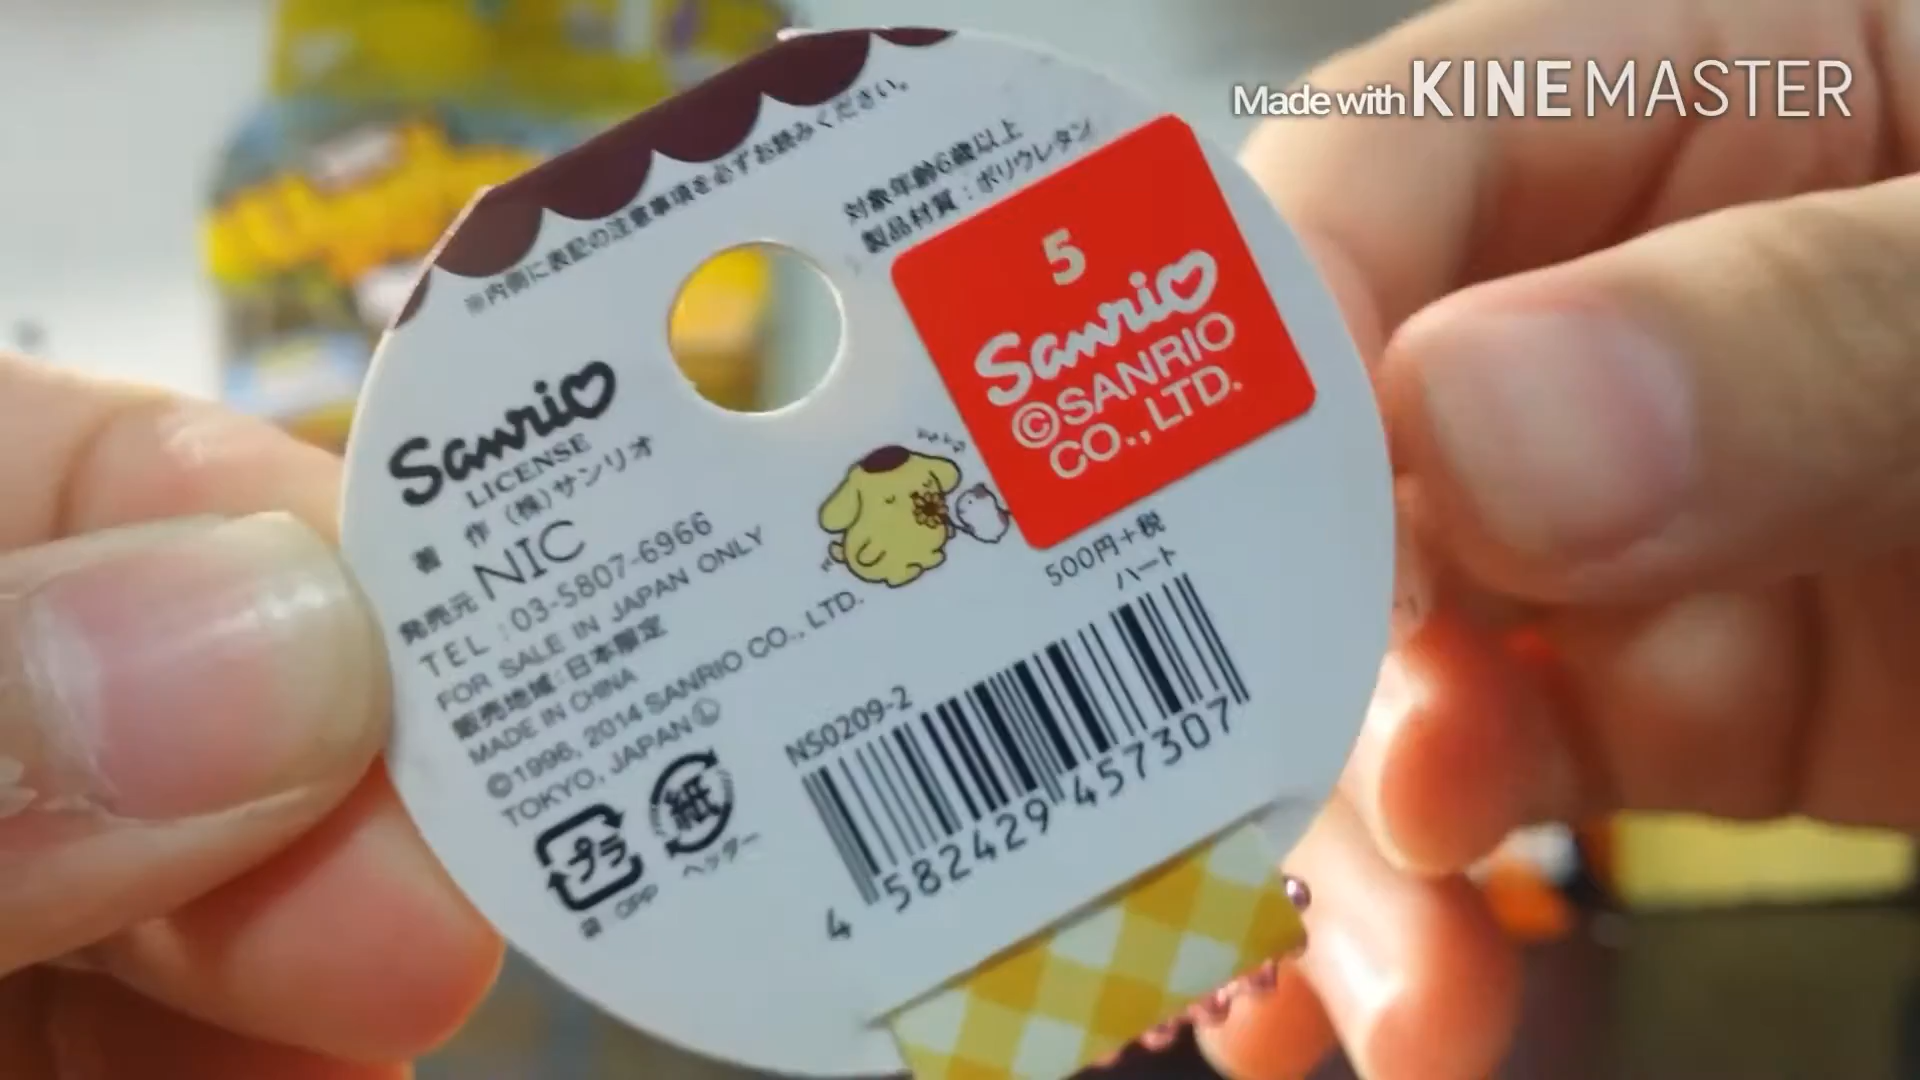 Made with KINEMASTER
※内側に表記の注意事項を必ずお読みください。
対象年齢6歳以上
製品材質：ポリウレタン
5
Sanrio
©SANRIO
CO., LTD.
Sanrio
LICENSE
著 作 (株)サンリオ
発売元 NIC
TEL：03-5807-6966
FOR SALE IN JAPAN ONLY
販売地域：日本限定
MADE IN CHINA
©1996, 2014 SANRIO CO., LTD.
TOKYO, JAPAN Ⓛ
プラ
袋：OPP
紙
ヘッダー
500円+税
ハート
NS0209-2
4 582429 457307